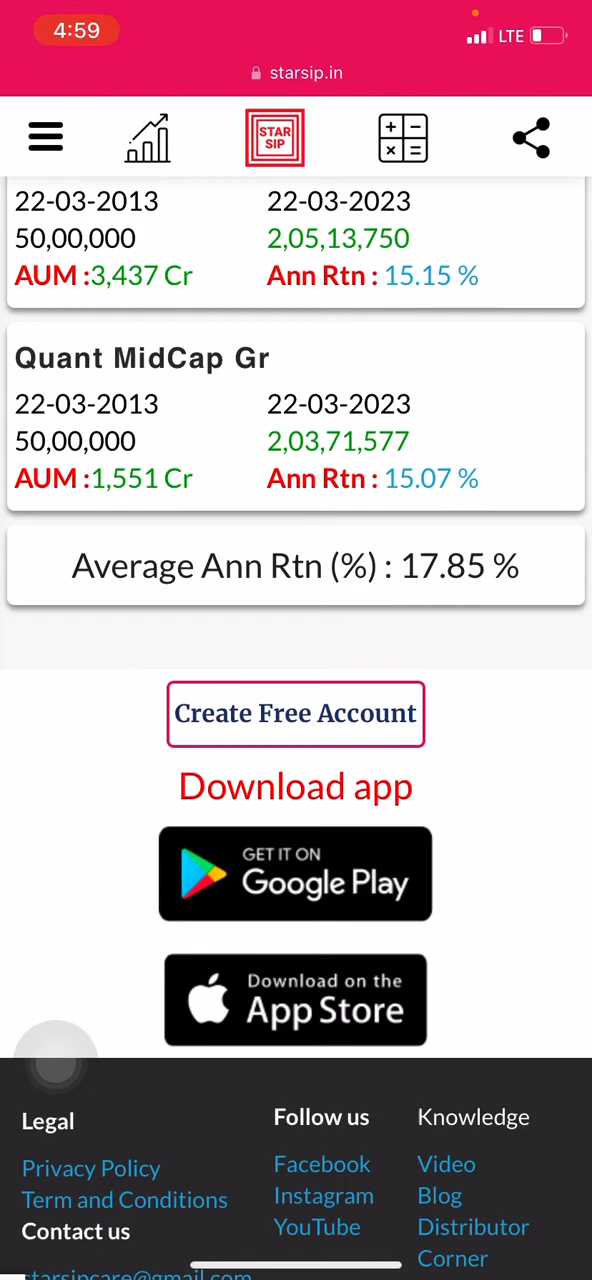 4:59
LTE
starsip.in
STAR
SIP
22-03-2013 22-03-2023
50,00,000 2,05,13,750
AUM :3,437 Cr Ann Rtn : 15.15 %
Quant MidCap Gr
22-03-2013 22-03-2023
50,00,000 2,03,71,577
AUM :1,551 Cr Ann Rtn : 15.07 %
Average Ann Rtn (%) : 17.85 %
Create Free Account
Download app
GET IT ON
Google Play
Download on the
App Store
Legal
Privacy Policy
Term and Conditions
Contact us
starsipcare@gmail.com
Follow us
Facebook
Instagram
YouTube
Knowledge
Video
Blog
Distributor
Corner